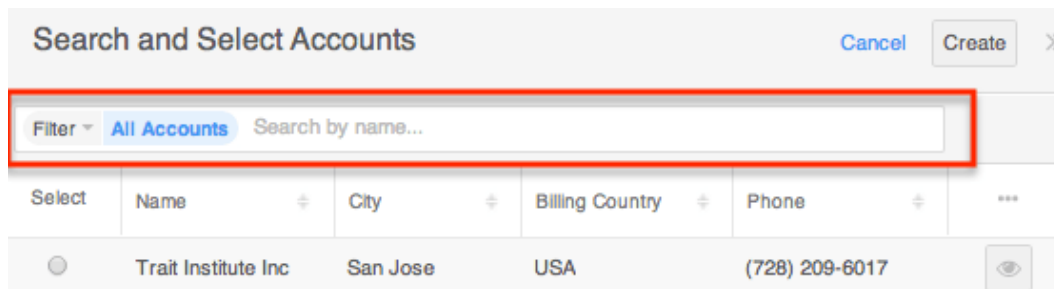 Search and Select Accounts Cancel Create
Filter All Accounts Search by name...
Select Name City Billing Country Phone
Trait Institute Inc San Jose USA (728) 209-6017